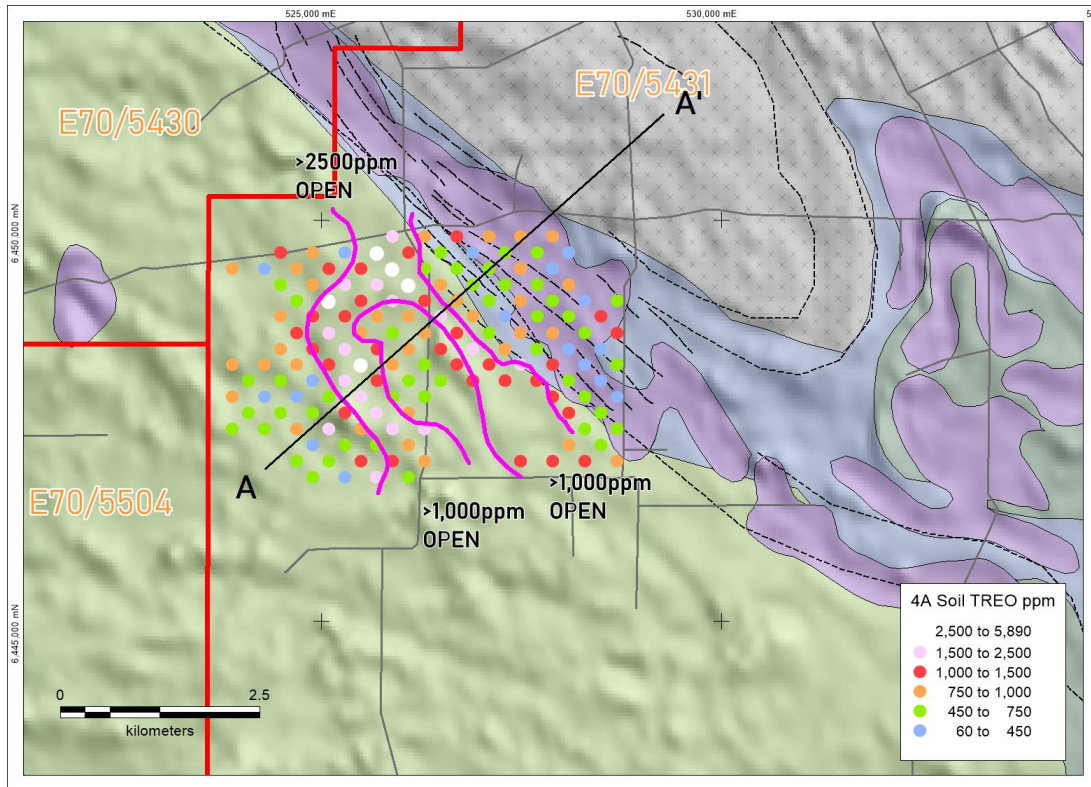 525,000 mE
530,000 mE
5
E70/5430
E70/5431
A'
>2500ppm
OPEN
6,450,000 mN
A
E70/5504
>1,000ppm
OPEN
>1,000ppm
OPEN
6,445,000 mN
4A Soil TREO ppm
2,500 to 5,890
1,500 to 2,500
1,000 to 1,500
750 to 1,000
450 to 750
60 to 450
0 2.5
kilometers